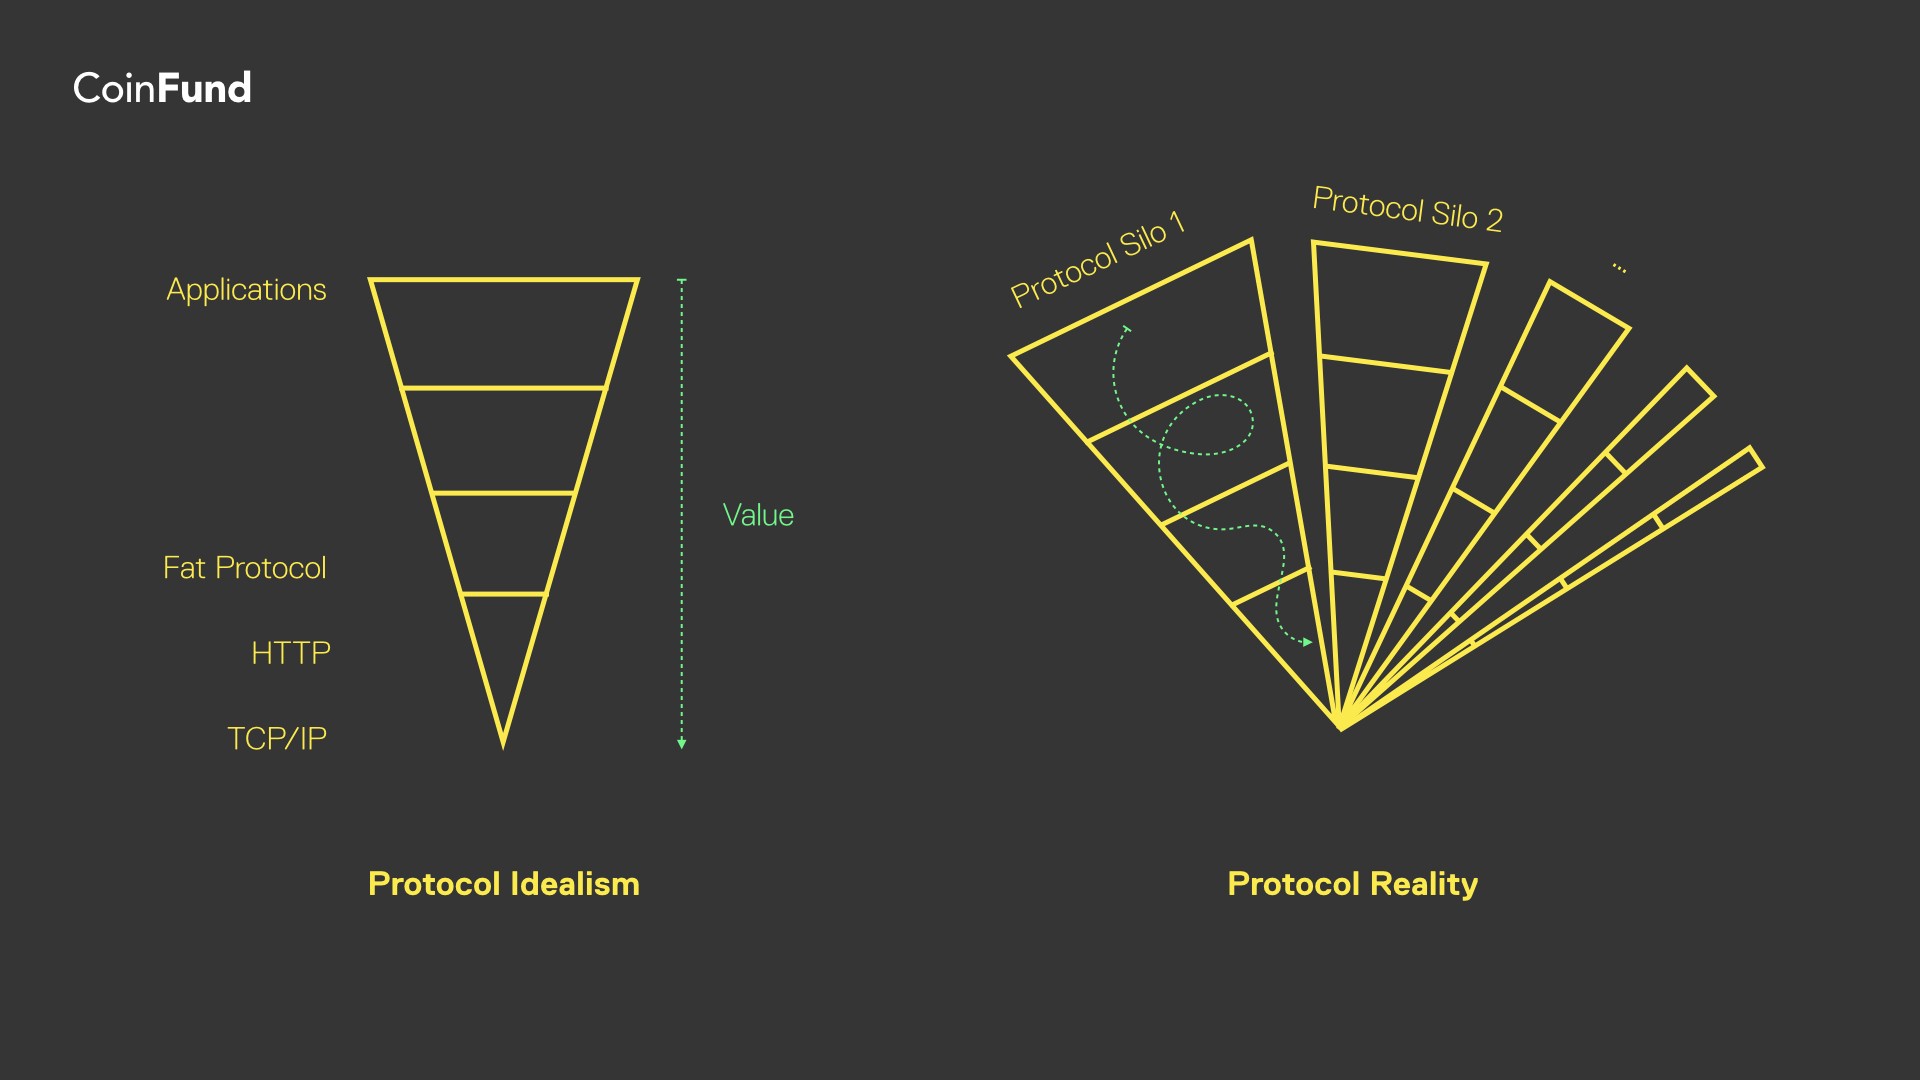 CoinFund
Applications
Fat Protocol
HTTP
TCP/IP
Value
Protocol Idealism
Protocol Silo 1
Protocol Silo 2
...
Protocol Reality